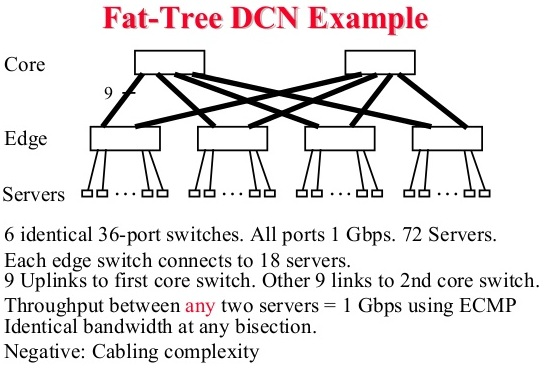 Fat-Tree DCN Example
Core
9
Edge
Servers
6 identical 36-port switches. All ports 1 Gbps. 72 Servers.
Each edge switch connects to 18 servers.
9 Uplinks to first core switch. Other 9 links to 2nd core switch.
Throughput between any two servers = 1 Gbps using ECMP
Identical bandwidth at any bisection.
Negative: Cabling complexity